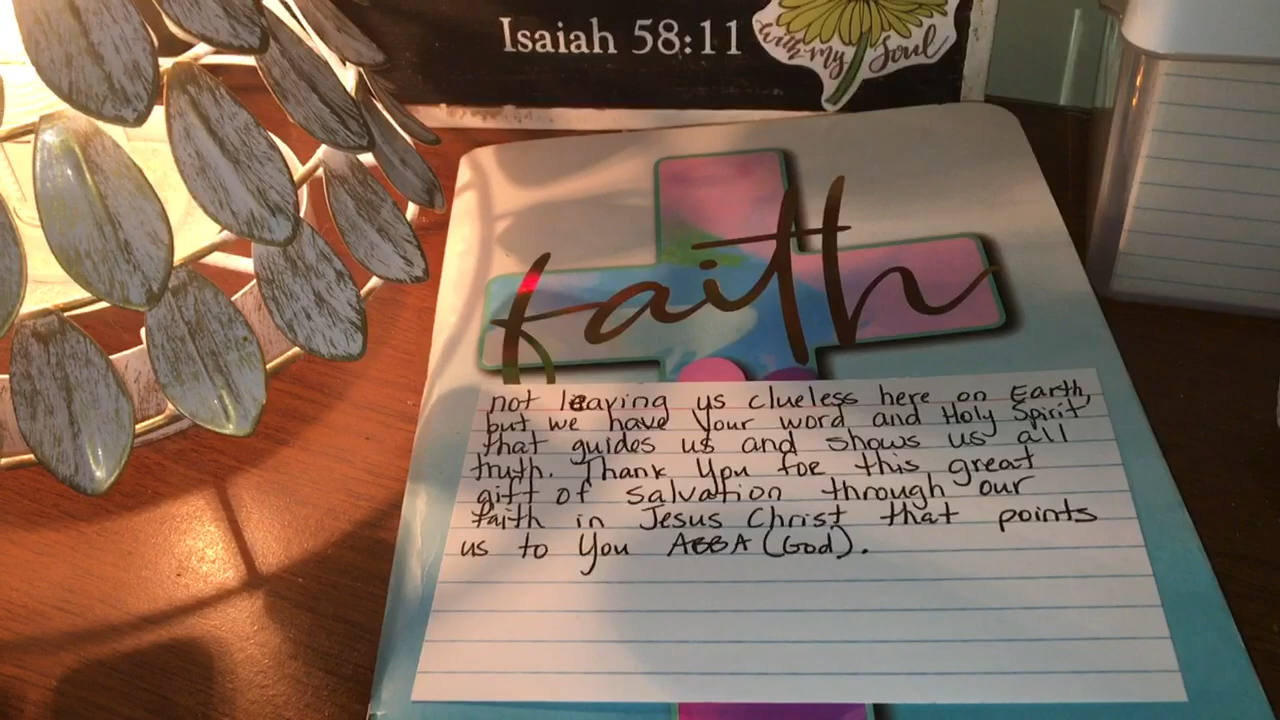 Isaiah 58:11
with My Soul
faith
not leaving us clueless here on Earth,
but we have Your word and Holy Spirit
that guides us and shows us all
truth. Thank You foe this great
gift of salvation through our
faith in Jesus Christ that points
us to You ABBA (God).